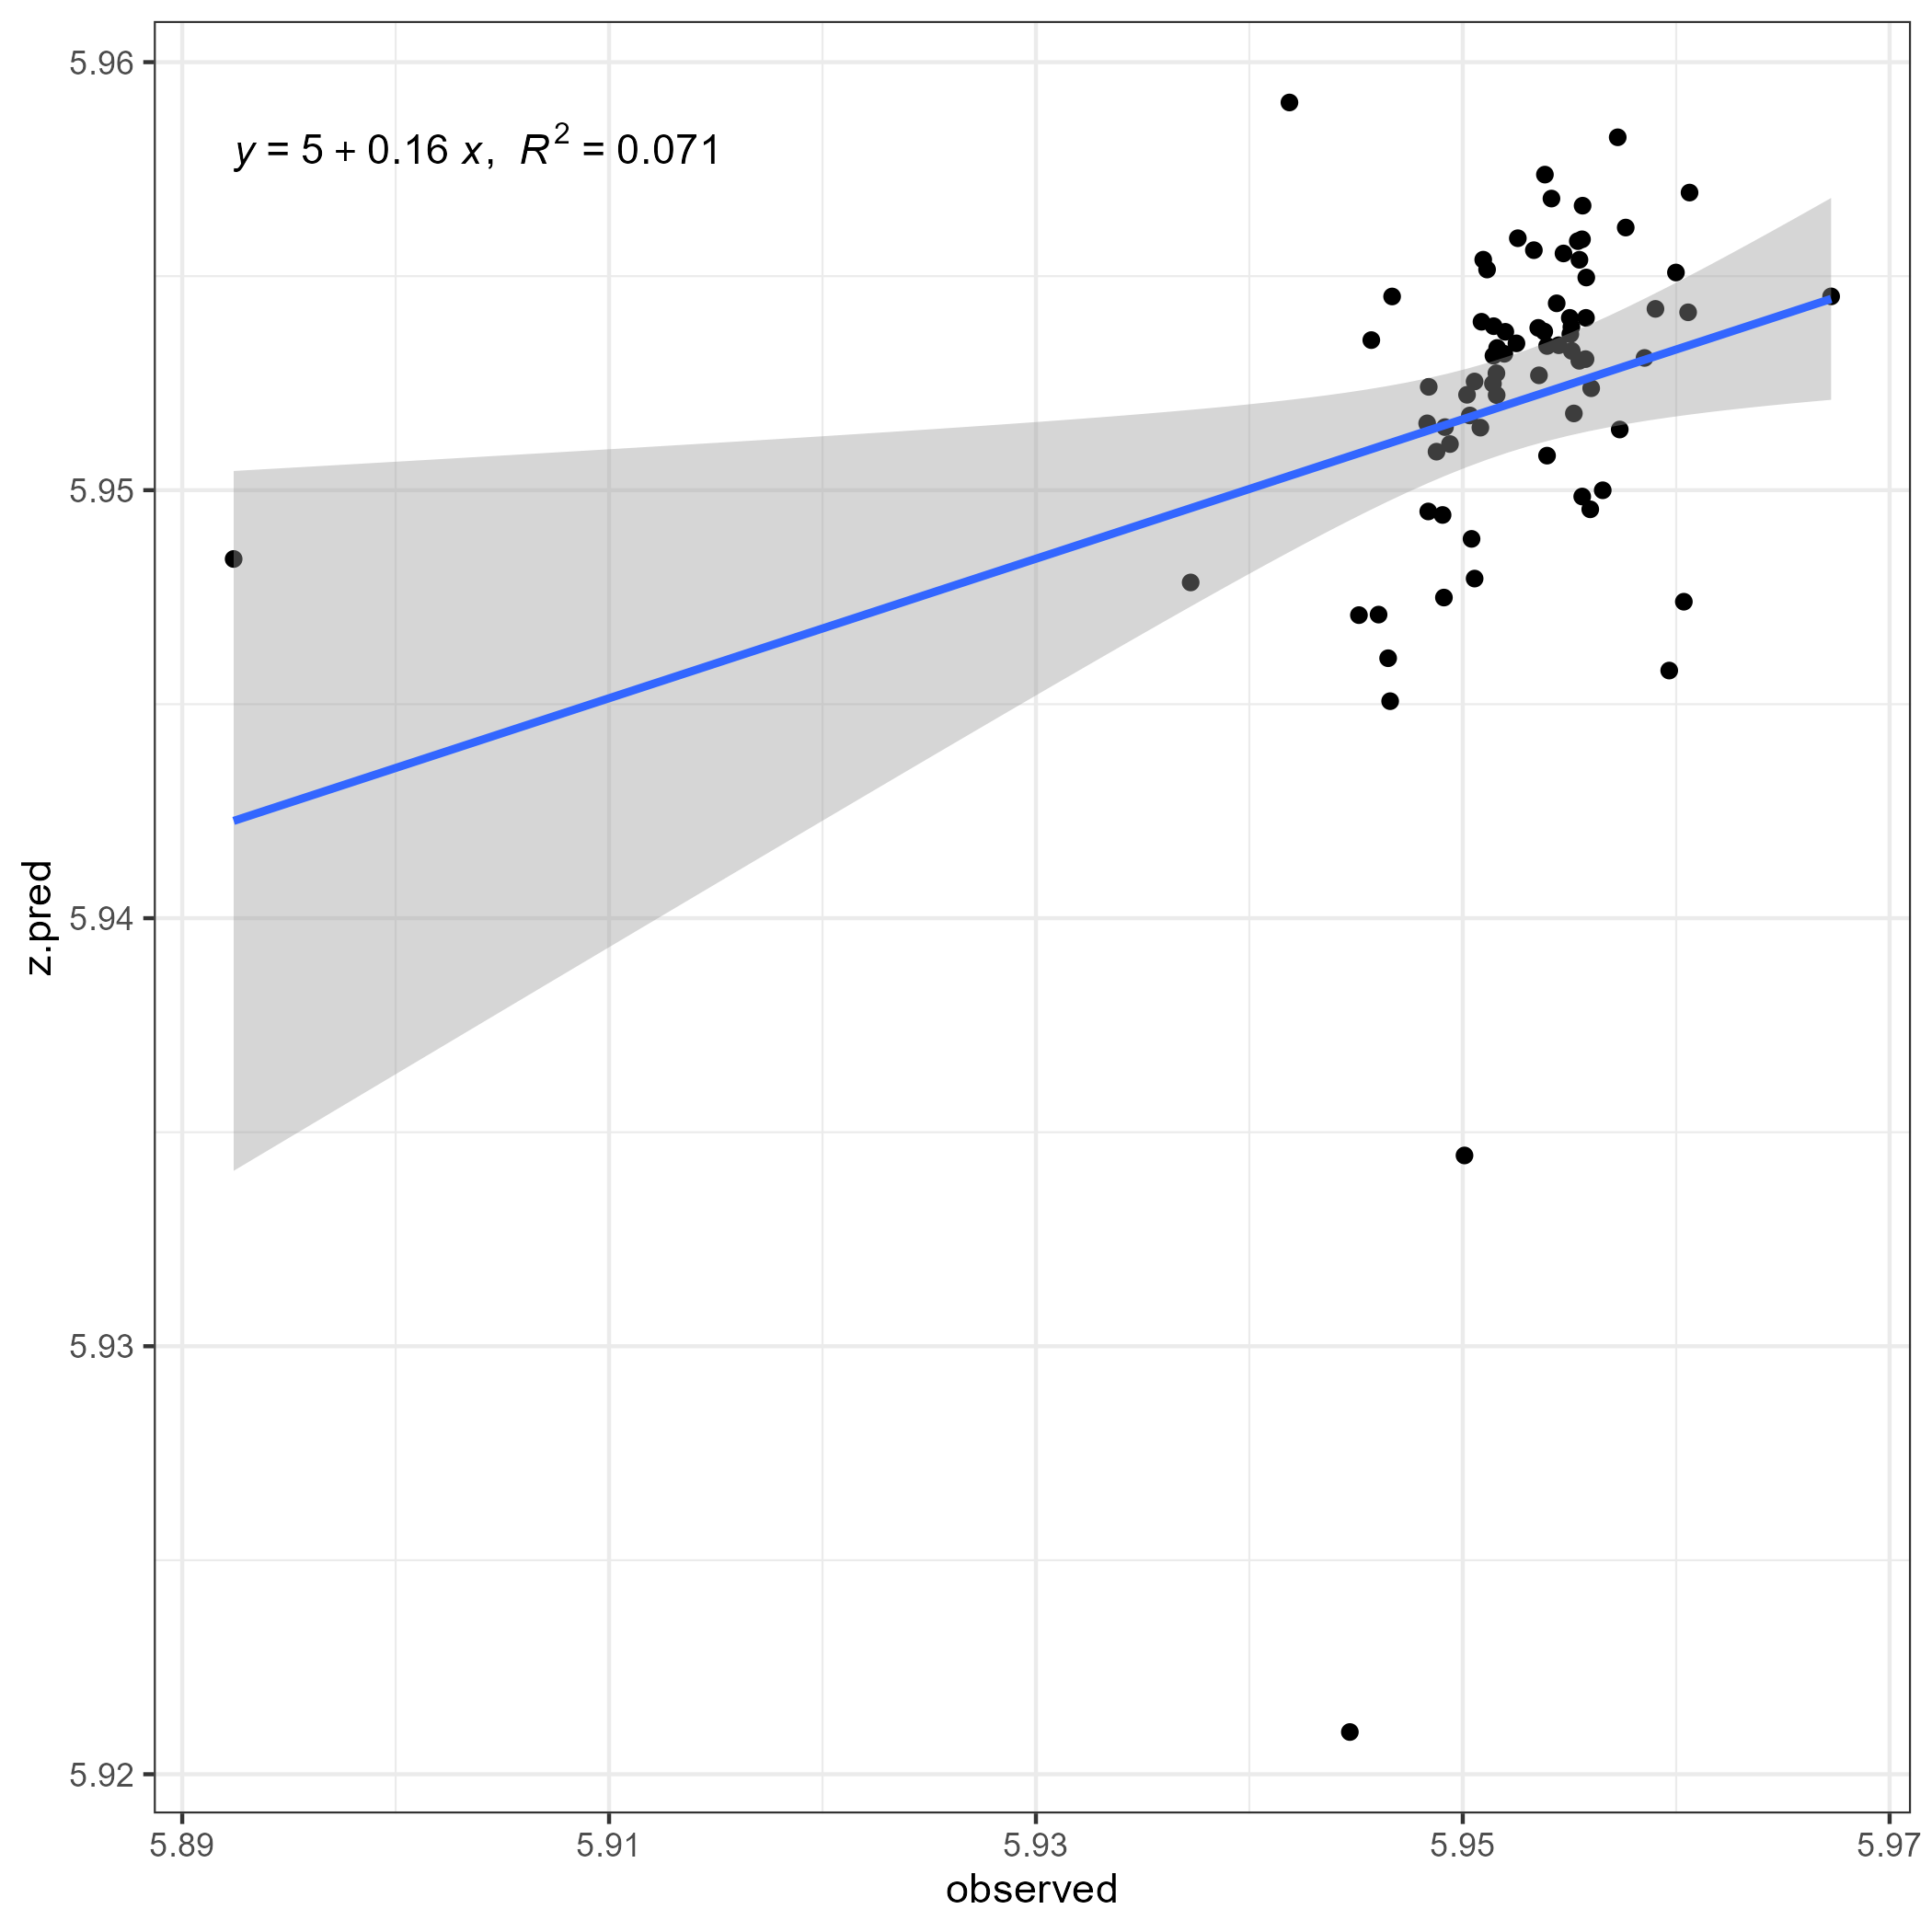 y = 5 + 0.16 x, R² = 0.071
z.pred
5.96
5.95
5.94
5.93
5.92
5.89 5.91 5.93 5.95 5.97
observed